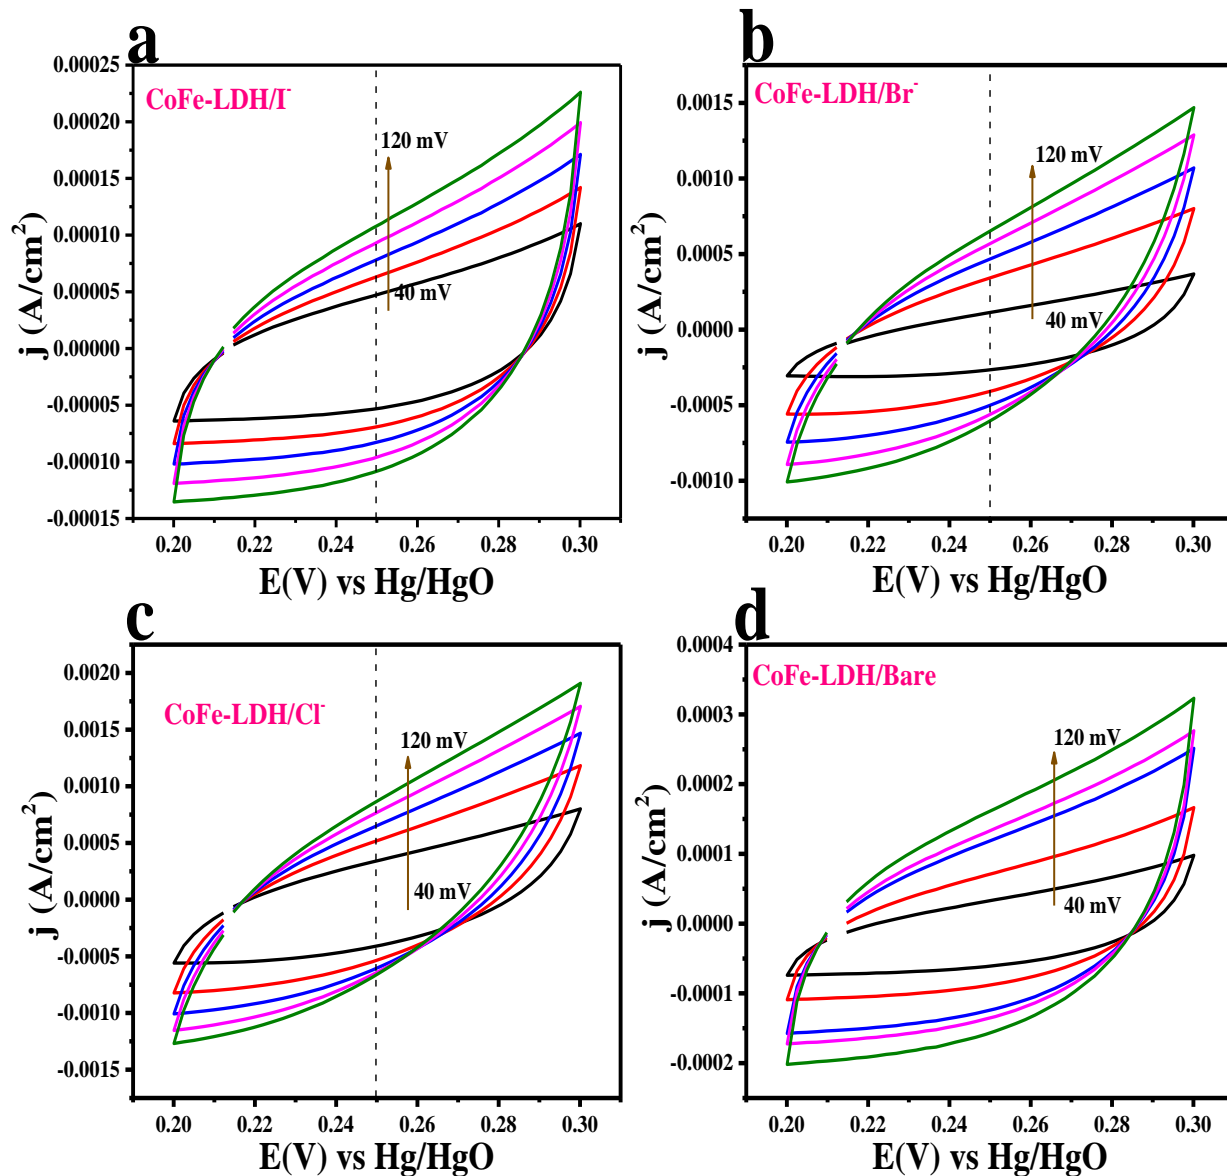 a
CoFe-LDH/I-
120 mV
40 mV
0.00025
0.00020
0.00015
0.00010
0.00005
0.00000
-0.00005
-0.00010
-0.00015
j (A/cm²)
0.20 0.22 0.24 0.26 0.28 0.30
E(V) vs Hg/HgO
b
CoFe-LDH/Br-
120 mV
40 mV
0.0015
0.0010
0.0005
0.0000
-0.0005
-0.0010
j (A/cm²)
0.20 0.22 0.24 0.26 0.28 0.30
E(V) vs Hg/HgO
c
CoFe-LDH/Cl-
120 mV
40 mV
0.0020
0.0015
0.0010
0.0005
0.0000
-0.0005
-0.0010
-0.0015
j (A/cm²)
0.20 0.22 0.24 0.26 0.28 0.30
E(V) vs Hg/HgO
d
CoFe-LDH/Bare
120 mV
40 mV
0.0004
0.0003
0.0002
0.0001
0.0000
-0.0001
-0.0002
j (A/cm²)
0.20 0.22 0.24 0.26 0.28 0.30
E(V) vs Hg/HgO